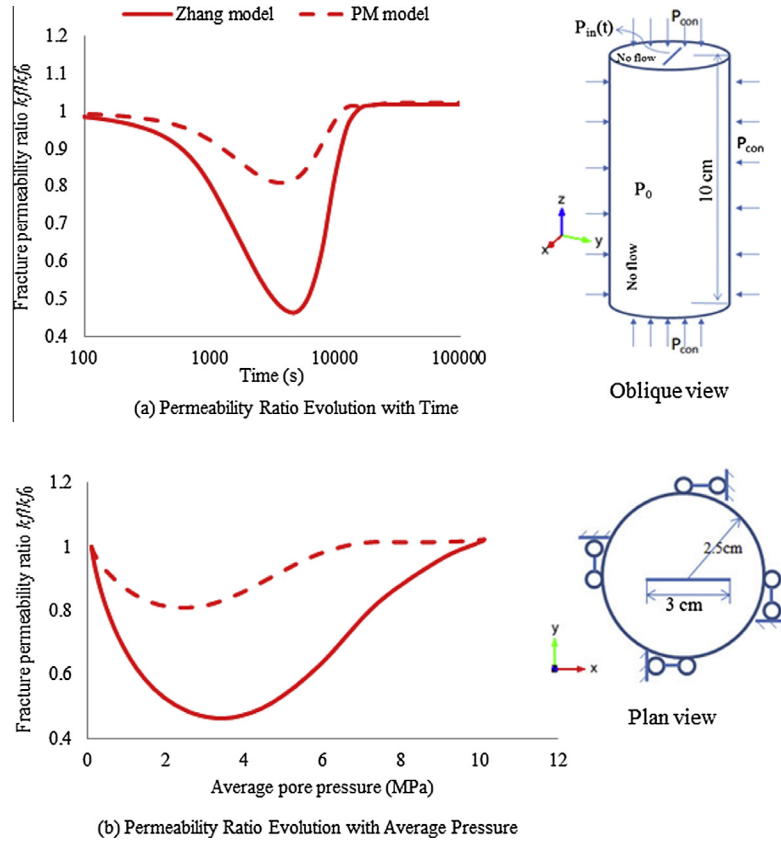 Zhang model PM model
Fracture permeability ratio kf/kf0
1.2
1.1
1
0.9
0.8
0.7
0.6
0.5
0.4
100 1000 10000 100000
Time (s)
(a) Permeability Ratio Evolution with Time
Pcon
Pin(t)
No flow
Pcon
10 cm
P0
z
y
x
No flow
Pcon
Oblique view
Fracture permeability ratio kf/kf0
1.2
1
0.8
0.6
0.4
0 2 4 6 8 10 12
Average pore pressure (MPa)
(b) Permeability Ratio Evolution with Average Pressure
2.5cm
3 cm
y
x
Plan view